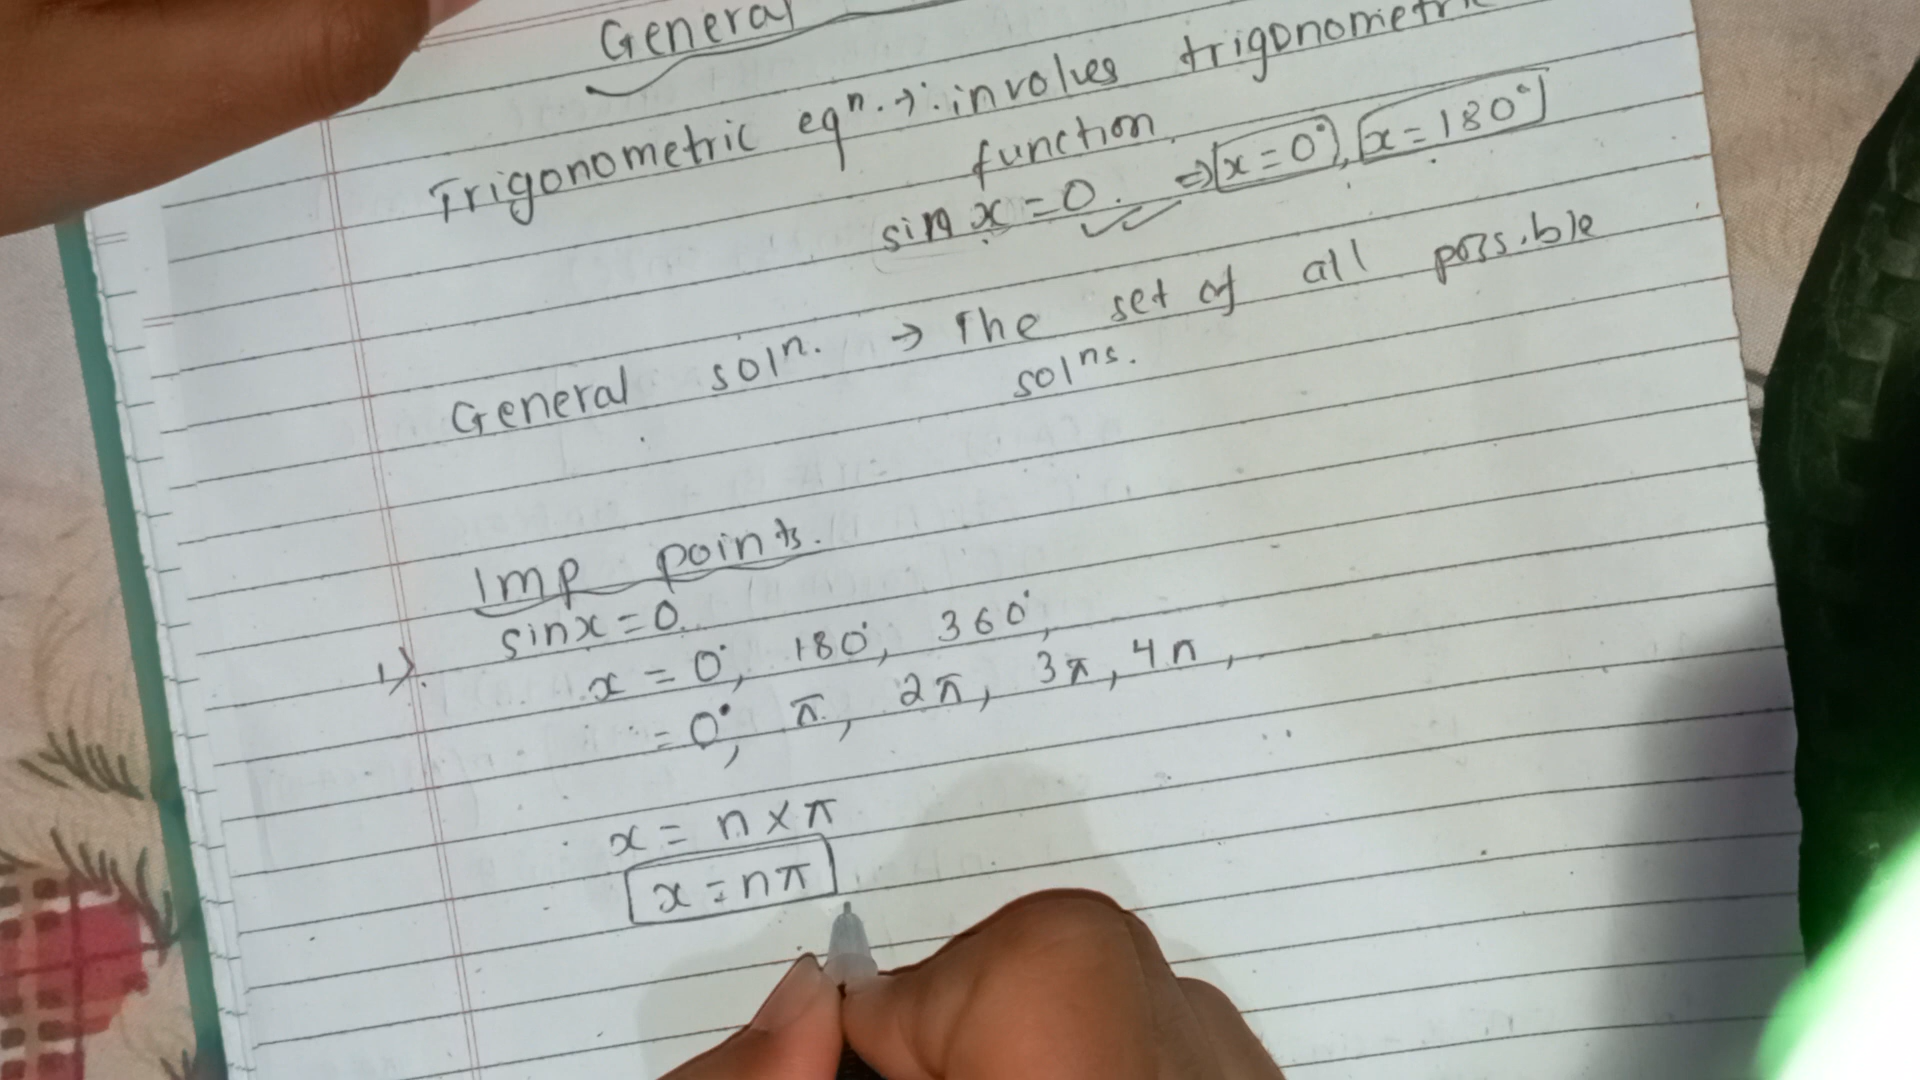 General
Trigonometric eqⁿ. → involves trigonometric
function
sin x = 0. ⇒ x = 0°, x = 180°
General solⁿ. → The set of all possible
solⁿˢ.
Imp points.
1). sinx = 0.
x = 0°, 180°, 360°,
= 0°, π, 2π, 3π, 4π,
x = n × π
x = nπ